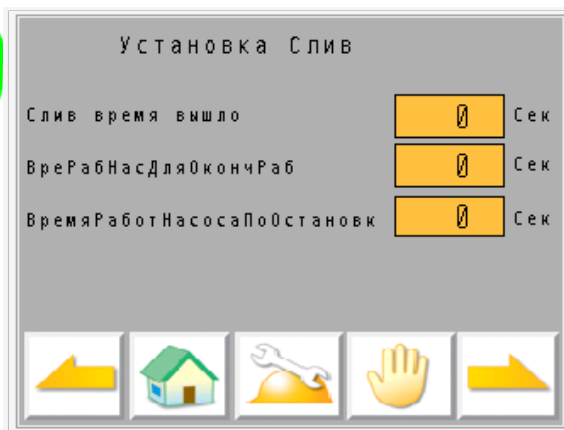 Установка Слив
Слив время вышло 0 Сек
ВреРабНасДляОкончРаб 0 Сек
ВремяРаботНасосаПоОстановк 0 Сек